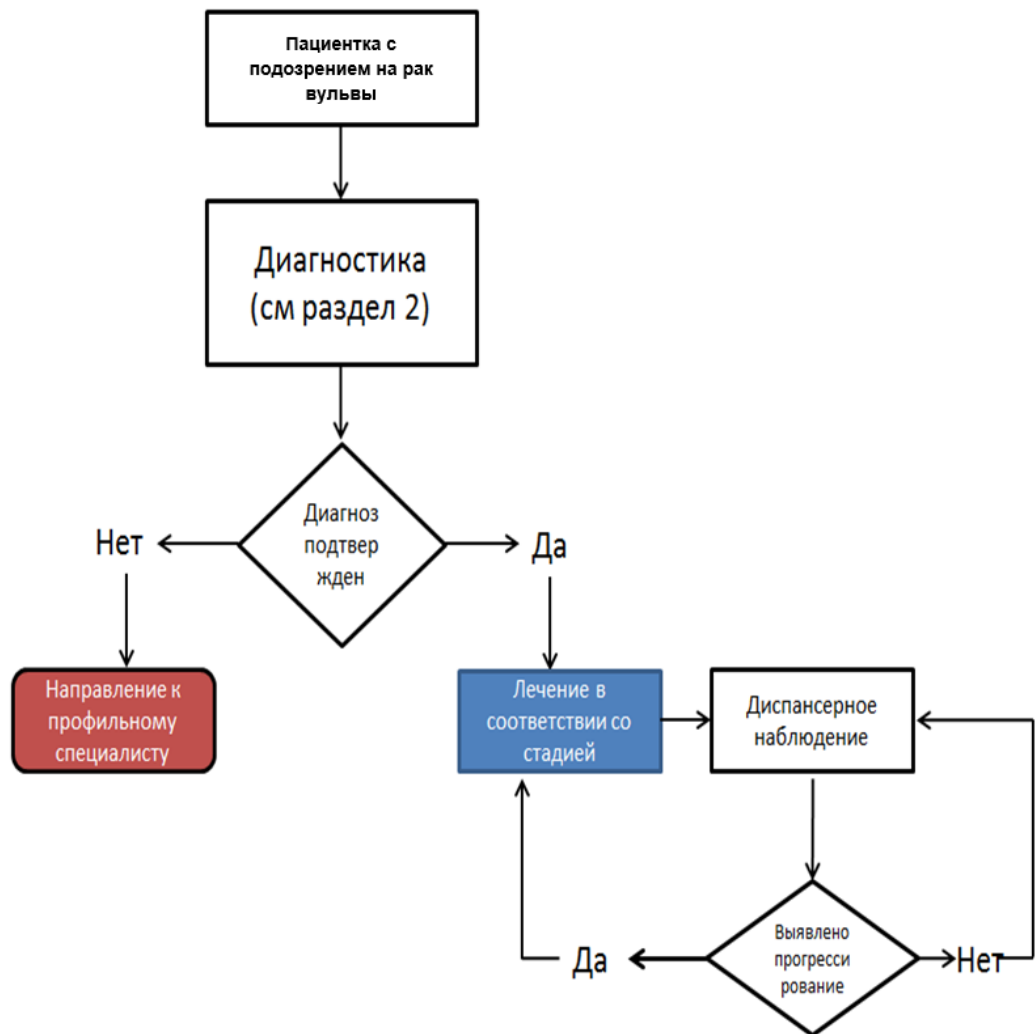 Пациентка с
подозрением на рак
вульвы
Диагностика
(см раздел 2)
Диагноз
подтвер
жден
Нет
Да
Направление к
профильному
специалисту
Лечение в
соответствии со
стадией
Диспансерное
наблюдение
Выявлено
прогресси
рование
Да
Нет